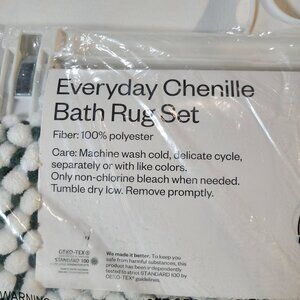 Everyday Chenille
Bath Rug Set
Fiber: 100% polyester
Care: Machine wash cold, delicate cycle,
separately or with like colors.
Only non-chlorine bleach when needed.
Tumble dry low. Remove promptly.
OEKO-TEX®
STANDARD 100
We made it better. To keep you
safe from harmful substances, this
product has been independently
tested to strict STANDARD 100 by
OEKO-TEX® guidelines.
WARNING